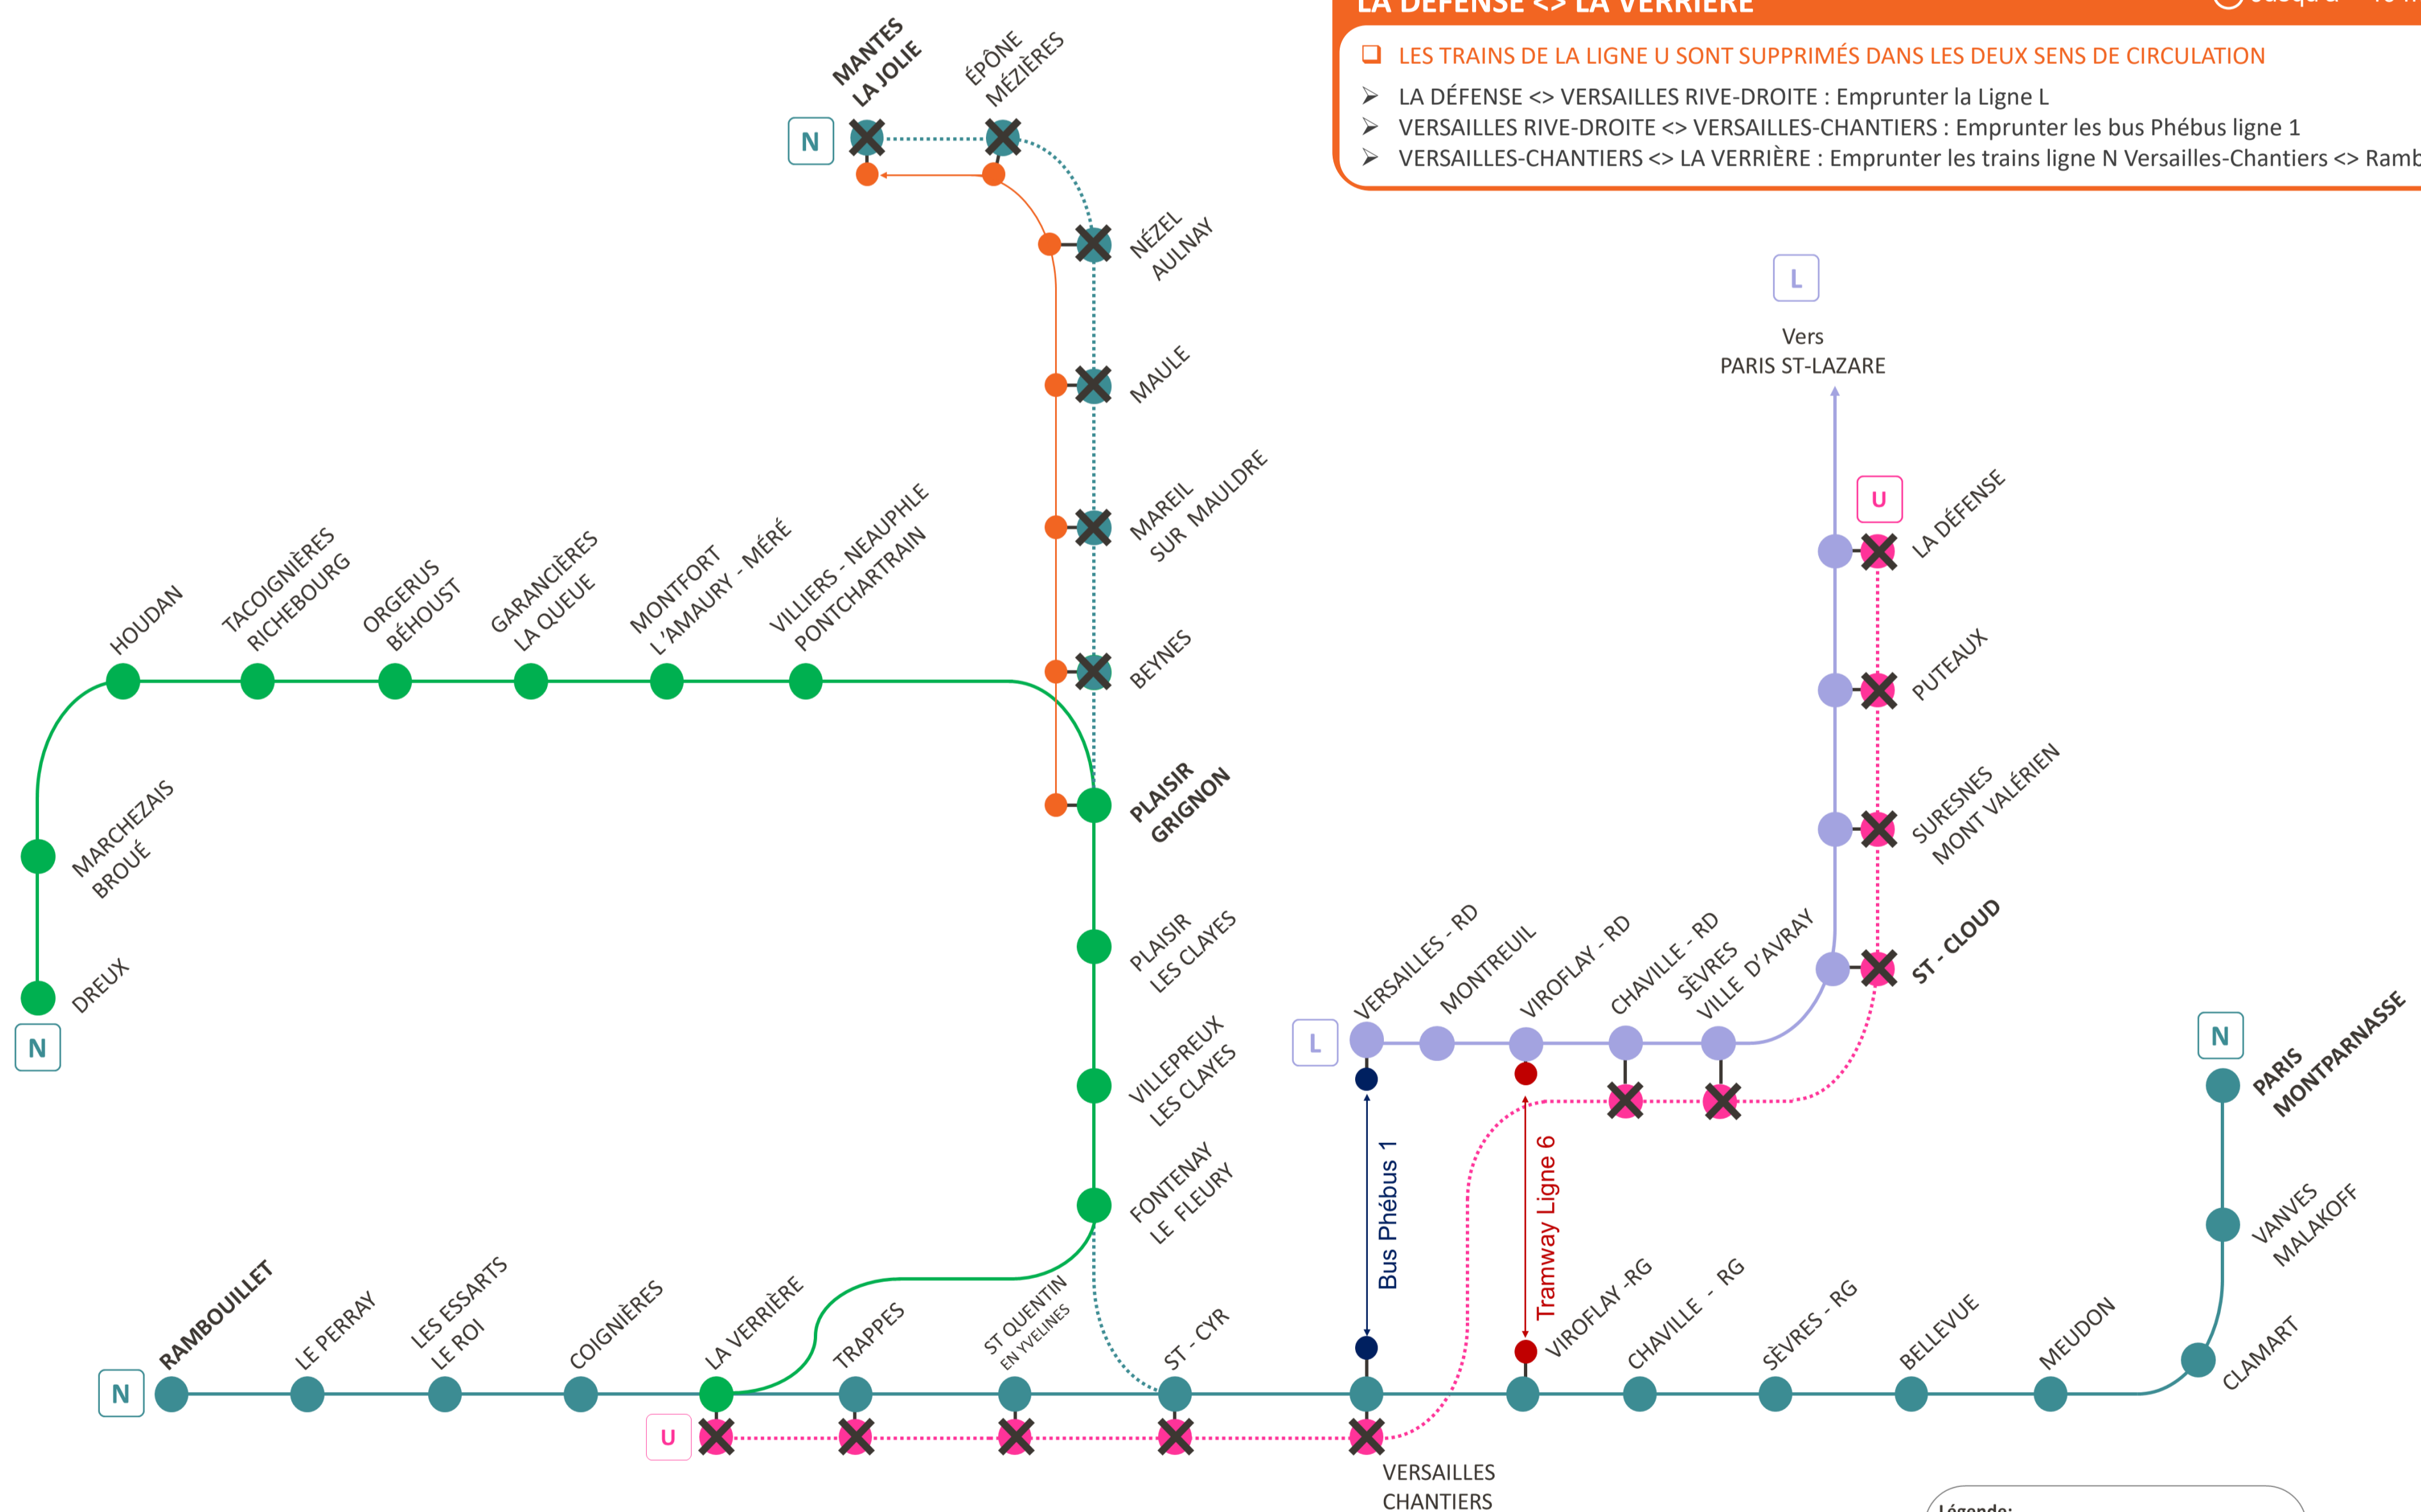 LA DÉFENSE <> LA VERRIÈRE
❑ LES TRAINS DE LA LIGNE U SONT SUPPRIMÉS DANS LES DEUX SENS DE CIRCULATION
➢ LA DÉFENSE <> VERSAILLES RIVE-DROITE : Emprunter la Ligne L
➢ VERSAILLES RIVE-DROITE <> VERSAILLES-CHANTIERS : Emprunter les bus Phébus ligne 1
➢ VERSAILLES-CHANTIERS <> LA VERRIÈRE : Emprunter les trains ligne N Versailles-Chantiers <>
MANTES
LA JOLIE
ÉPÔNE
MÉZIÈRES
N
NÉZEL
AULNAY
MAULE
MAREIL
SUR MAULDRE
BEYNES
PLAISIR
GRIGNON
HOUDAN
TACOIGNIÈRES
RICHEBOURG
ORGERUS
BÉHOUST
GARANCIÈRES
LA QUEUE
MONTFORT
L'AMAURY - MÉRÉ
VILLIERS - NEAUPHLE
PONTCHARTRAIN
MARCHEZAIS
BROUÉ
DREUX
N
PLAISIR
LES CLAYES
VILLEPREUX
LES CLAYES
FONTENAY
LE FLEURY
L
Vers
PARIS ST-LAZARE
U
LA DÉFENSE
PUTEAUX
SURESNES
MONT VALÉRIEN
ST - CLOUD
L
VERSAILLES - RD
MONTREUIL
VIROFLAY - RD
CHAVILLE - RD
SÈVRES
VILLE D'AVRAY
Bus Phébus 1
Tramway Ligne 6
N
PARIS
MONTPARNASSE
VANVES
MALAKOFF
CLAMART
N
RAMBOUILLET
LE PERRAY
LES ESSARTS
LE ROI
COIGNIÈRES
LA VERRIÈRE
TRAPPES
ST QUENTIN
EN YVELINES
ST - CYR
VIROFLAY -RG
CHAVILLE - RG
SÈVRES - RG
BELLEVUE
MEUDON
U
VERSAILLES
CHANTIERS
Légende: